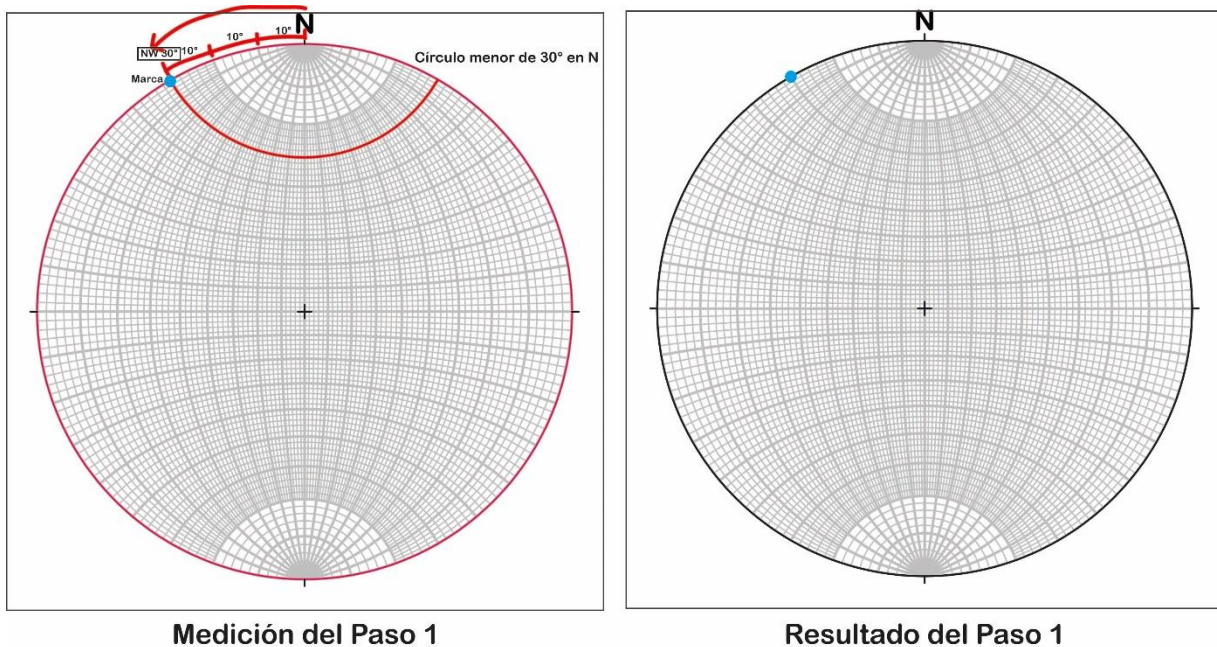 N
10°
10°
NW 30°
10°
Círculo menor de 30° en N
Marca
Medición del Paso 1
N
Resultado del Paso 1